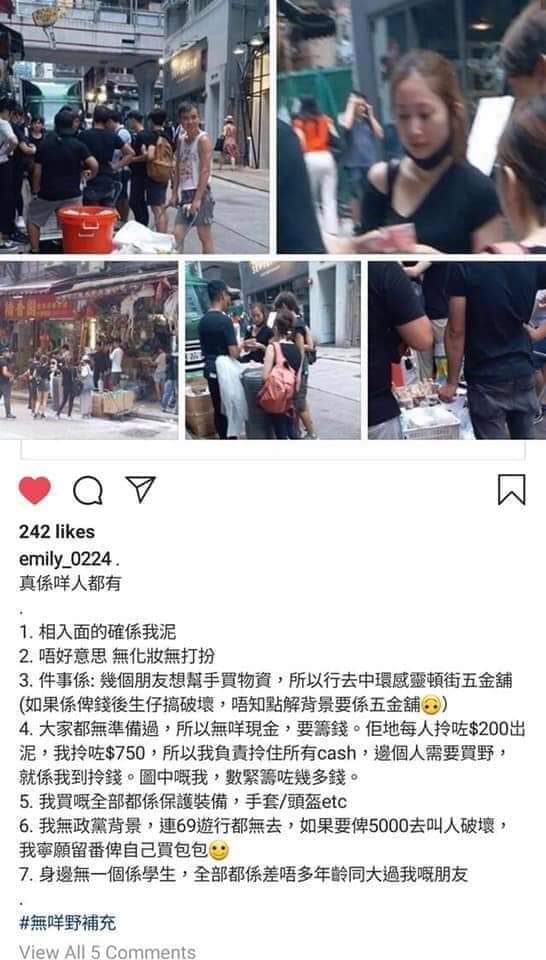 242 likes
emily_0224 .
真係咩人都有
.
1. 相入面的確係我泥
2. 唔好意思 無化妝無打扮
3. 件事係: 幾個朋友想幫手買物資，所以行去中環感靈頓街五金舖
(如果係俾錢後生仔搞破壞，唔知點解背景要係五金舖🙃)
4. 大家都無準備過，所以無咩現金，要籌錢。佢地每人拎咗$200出
泥，我拎咗$750，所以我負責拎住所有cash，邊個人需要買野，
就係我到拎錢。圖中嘅我，數緊籌咗幾多錢。
5. 我買嘅全部都係保護裝備，手套/頭盔etc
6. 我無政黨背景，連69遊行都無去，如果要俾5000去叫人破壞，
我寧願留番俾自己買包包🙂
7. 身邊無一個係學生，全部都係差唔多年齡同大過我嘅朋友
.
#無咩野補充
View All 5 Comments